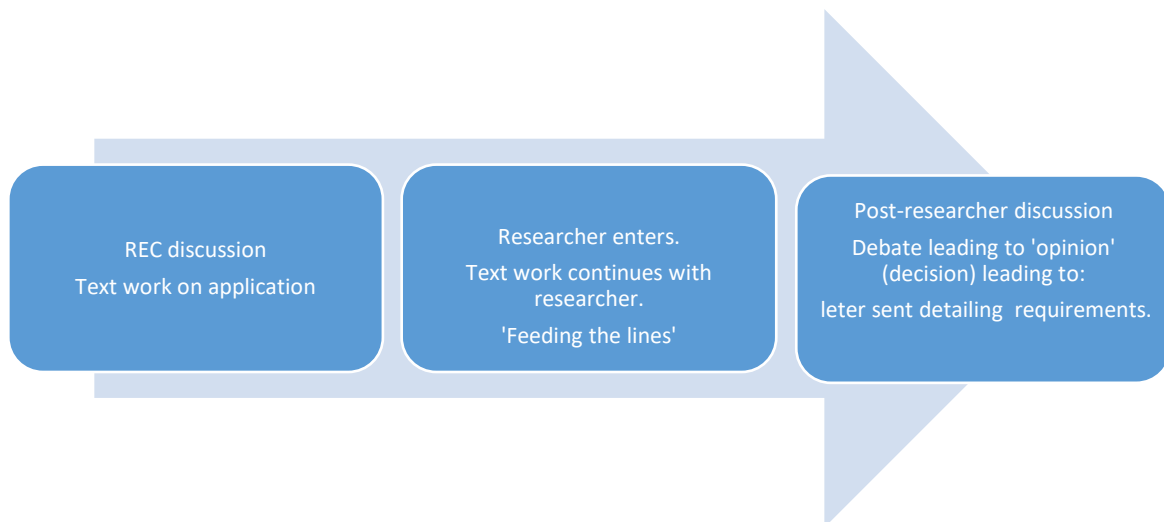 REC discussion
Text work on application
Researcher enters.
Text work continues with
researcher.
'Feeding the lines'
Post-researcher discussion
Debate leading to 'opinion'
(decision) leading to:
leter sent detailing  requirements.